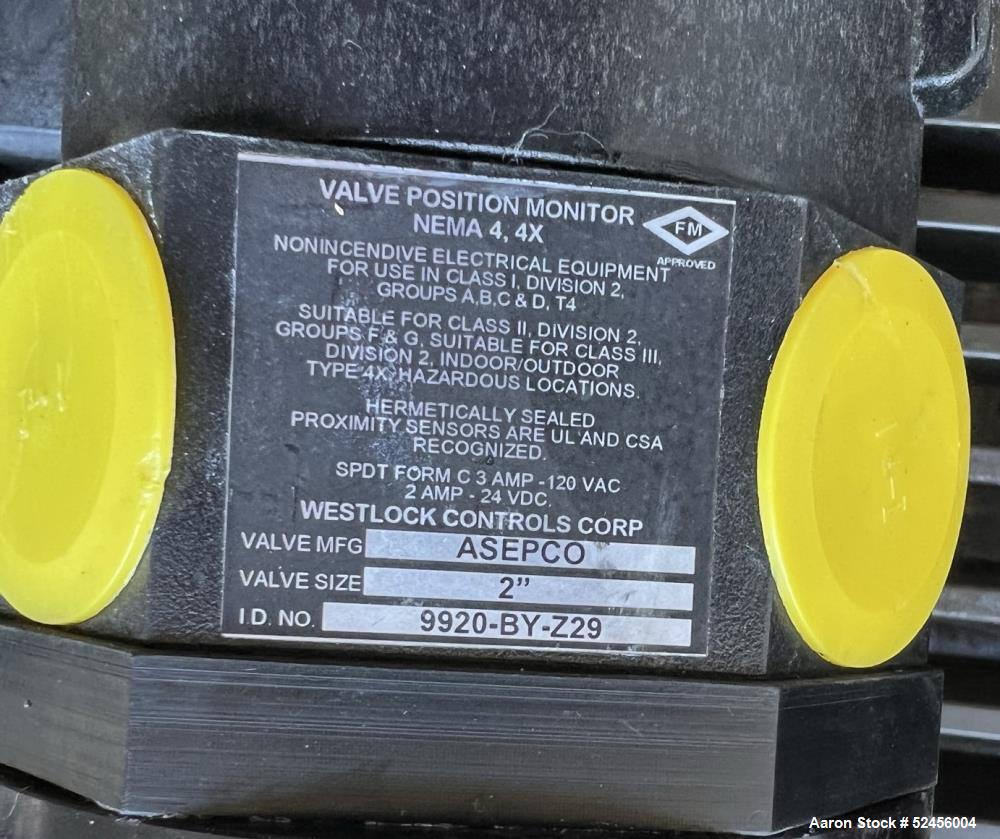 VALVE POSITION MONITOR
NEMA 4, 4X
FM
APPROVED
NONINCENDIVE ELECTRICAL EQUIPMENT
FOR USE IN CLASS I, DIVISION 2,
GROUPS A,B,C & D, T4
SUITABLE FOR CLASS II, DIVISION 2,
GROUPS F & G, SUITABLE FOR CLASS III,
DIVISION 2, INDOOR/OUTDOOR
TYPE 4X, HAZARDOUS LOCATIONS.
HERMETICALLY SEALED
PROXIMITY SENSORS ARE UL AND CSA
RECOGNIZED.
SPDT FORM C 3 AMP -120 VAC
2 AMP - 24 VDC.
WESTLOCK CONTROLS CORP
VALVE MFG ASEPCO
VALVE SIZE 2"
I.D. NO. 9920-BY-Z29
Aaron Stock # 52456004